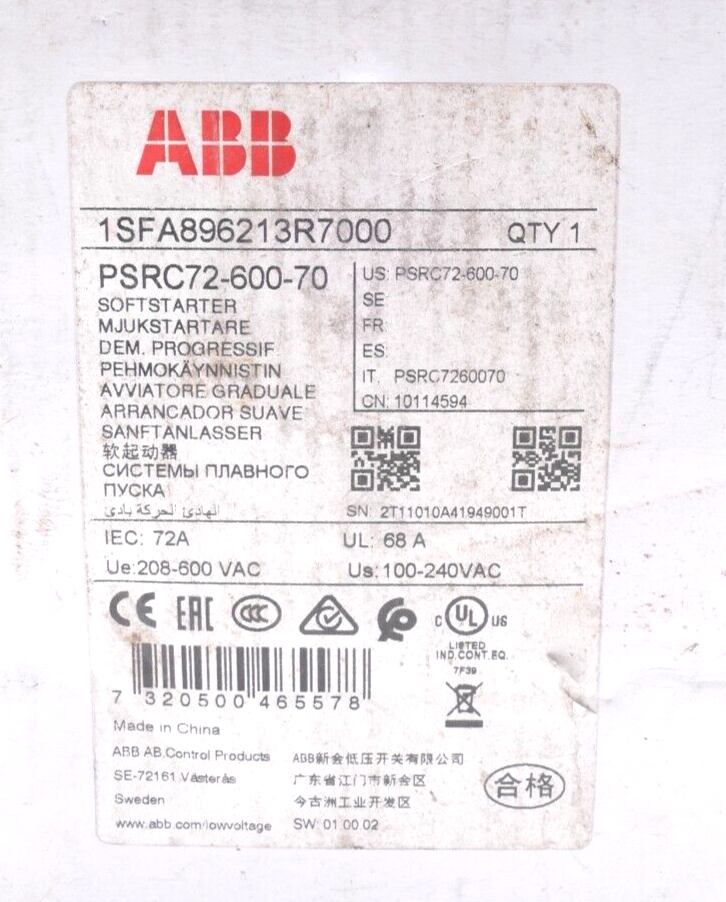 ABB
1SFA896213R7000 QTY 1
PSRC72-600-70
SOFTSTARTER
MJUKSTARTARE
DEM. PROGRESSIF
PEHMOKÄYNNISTIN
AVVIATORE GRADUALE
ARRANCADOR SUAVE
SANFTANLASSER
软起动器
СИСТЕМЫ ПЛАВНОГО
ПУСКА
الهادئ الحركة بادئ
US: PSRC72-600-70
SE
FR
ES:
IT. PSRC7260070
CN: 10114594
SN: 2T11010A41949001T
IEC: 72A UL: 68 A
Ue:208-600 VAC Us:100-240VAC
CE EAC CCC C UL US
LISTED
IND.CONT.EQ.
7F39
7 320500 465578
Made in China
ABB AB.Control Products
SE-72161.Västerås
Sweden
www.abb.com/lowvoltage
ABB新会低压开关有限公司
广东省江门市新会区
今古洲工业开发区
SW: 01.00.02
合格